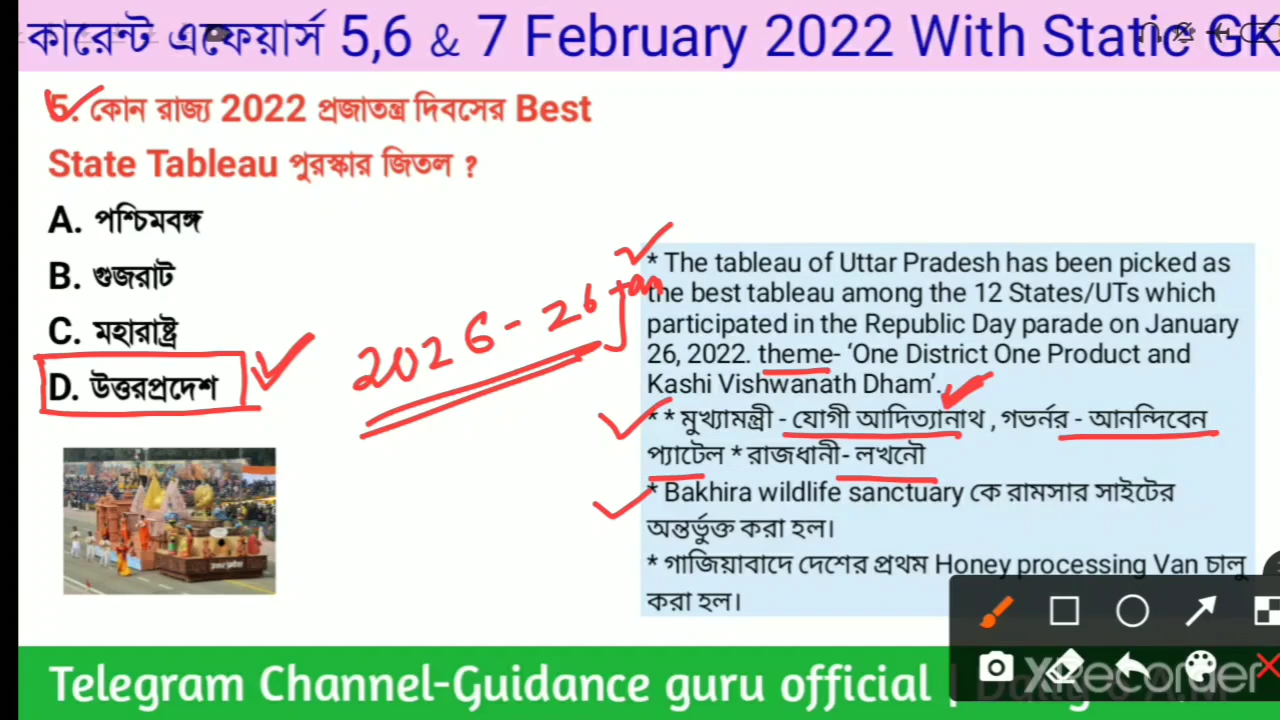 কারেন্ট এফেয়ার্স 5,6 & 7 February 2022 With Static GK
5. কোন রাজ্য 2022 প্রজাতন্ত্র দিবসের Best
State Tableau পুরস্কার জিতল ?
A. পশ্চিমবঙ্গ
B. গুজরাট
C. মহারাষ্ট্র
D. উত্তরপ্রদেশ
2026-26 Jan
* The tableau of Uttar Pradesh has been picked as
the best tableau among the 12 States/UTs which
participated in the Republic Day parade on January
26, 2022. theme- ‘One District One Product and
Kashi Vishwanath Dham’.
* * মুখ্যমন্ত্রী - যোগী আদিত্যানাথ , গভর্নর - আনন্দিবেন
প্যাটেল * রাজধানী- লখনৌ
* Bakhira wildlife sanctuary কে রামসার সাইটের
অন্তর্ভুক্ত করা হল।
* গাজিয়াবাদে দেশের প্রথম Honey processing Van চালু
করা হল।
Telegram Channel-Guidance guru official |
XRecorder